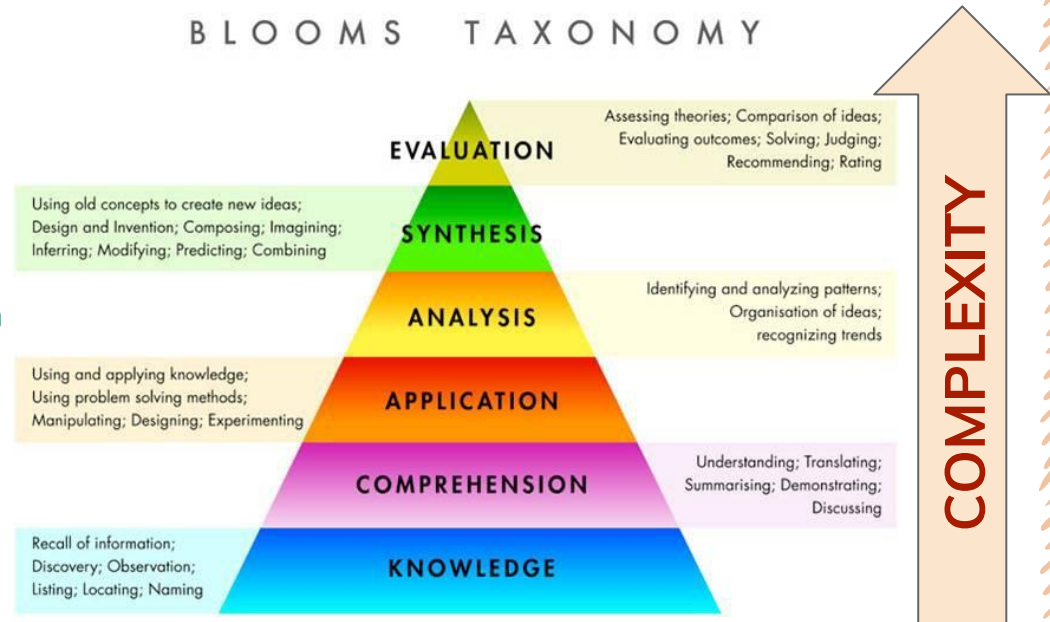 BLOOMS TAXONOMY
EVALUATION
Assessing theories; Comparison of ideas;
Evaluating outcomes; Solving; Judging;
Recommending; Rating
Using old concepts to create new ideas;
Design and Invention; Composing; Imagining;
Inferring; Modifying; Predicting; Combining
SYNTHESIS
ANALYSIS
Identifying and analyzing patterns;
Organisation of ideas;
recognizing trends
Using and applying knowledge;
Using problem solving methods;
Manipulating; Designing; Experimenting
APPLICATION
COMPREHENSION
Understanding; Translating;
Summarising; Demonstrating;
Discussing
Recall of information;
Discovery; Observation;
Listing; Locating; Naming
KNOWLEDGE
COMPLEXITY